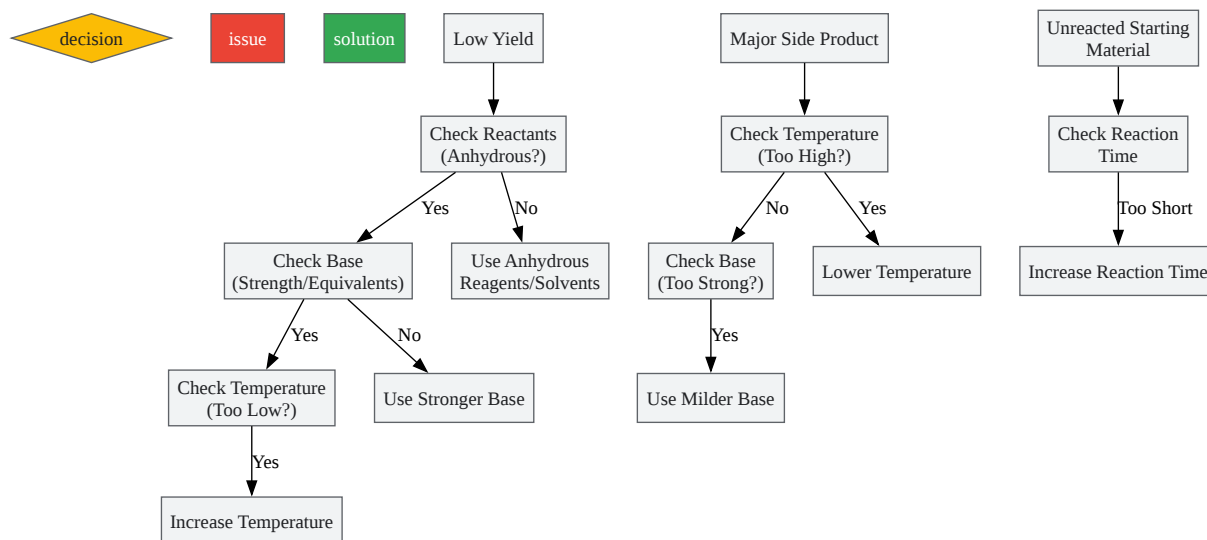 decision
issue
solution
Low Yield
Major Side Product
Unreacted Starting
Material
Check Reactants
(Anhydrous?)
Check Temperature
(Too High?)
Check Reaction
Time
Yes
No
No
Yes
Too Short
Check Base
(Strength/Equivalents)
Use Anhydrous
Reagents/Solvents
Check Base
(Too Strong?)
Lower Temperature
Increase Reaction Time
Yes
No
Yes
Check Temperature
(Too Low?)
Use Stronger Base
Use Milder Base
Yes
Increase Temperature